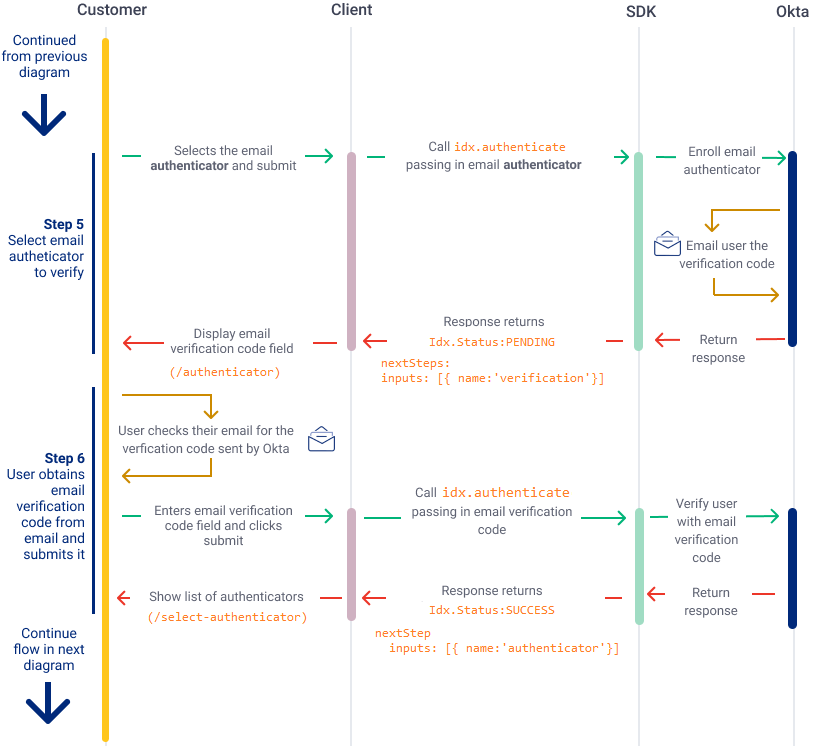 Customer
Client
SDK
Okta
Continued
from previous
diagram
Selects the email
authenticator and submit
Call idx.authenticate
passing in email authenticator
Enroll email
authenticator
Step 5
Select email
autheticator
to verify
Email user the
verification code
Display email
verification code field
(/authenticator)
Response returns
Idx.Status:PENDING
nextSteps:
inputs: [{ name:'verification'}]
Return
response
User checks their email for the
verfication code sent by Okta
Step 6
User obtains
email
verification
code from
email and
submits it
Enters email verification
code field and clicks
submit
Call idx.authenticate
passing in email verification
code
Verify user
with email
verification
code
Show list of authenticators
(/select-authenticator)
Response returns
Idx.Status:SUCCESS
nextStep
inputs: [{ name:'authenticator'}]
Return
response
Continue
flow in next
diagram